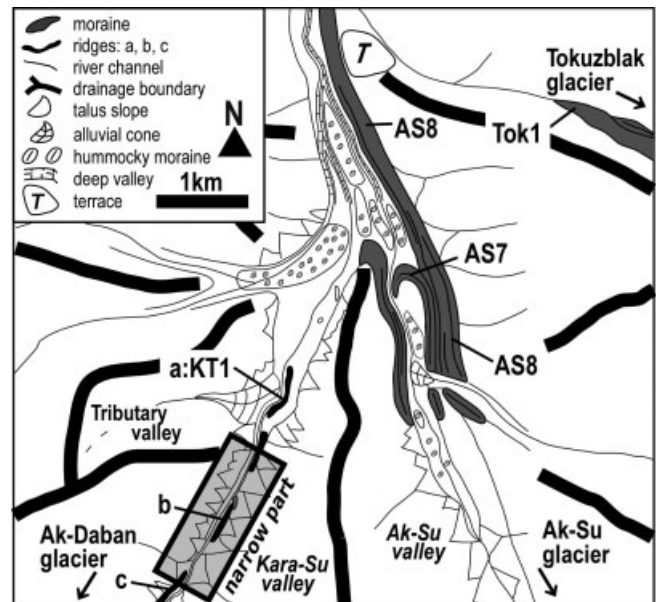 moraine
ridges: a, b, c
river channel
drainage boundary
talus slope
alluvial cone
hummocky moraine
deep valley
T
terrace
N
1km
T
Tokuzblak
glacier
Tok1
AS8
AS7
AS8
a:KT1
Tributary
valley
b
narrow part
Ak-Daban
glacier
c
Kara-Su
valley
Ak-Su
valley
Ak-Su
glacier